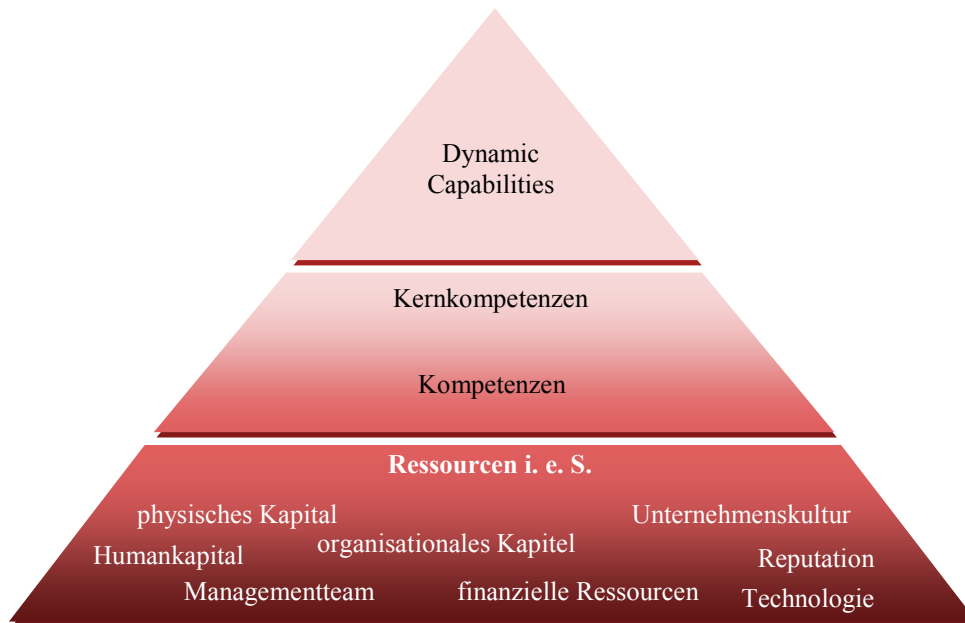 Dynamic
Capabilities
Kernkompetenzen
Kompetenzen
Ressourcen i. e. S.
physisches Kapital
Unternehmenskultur
organisationales Kapitel
Humankapital
Reputation
Managementteam
finanzielle Ressourcen
Technologie